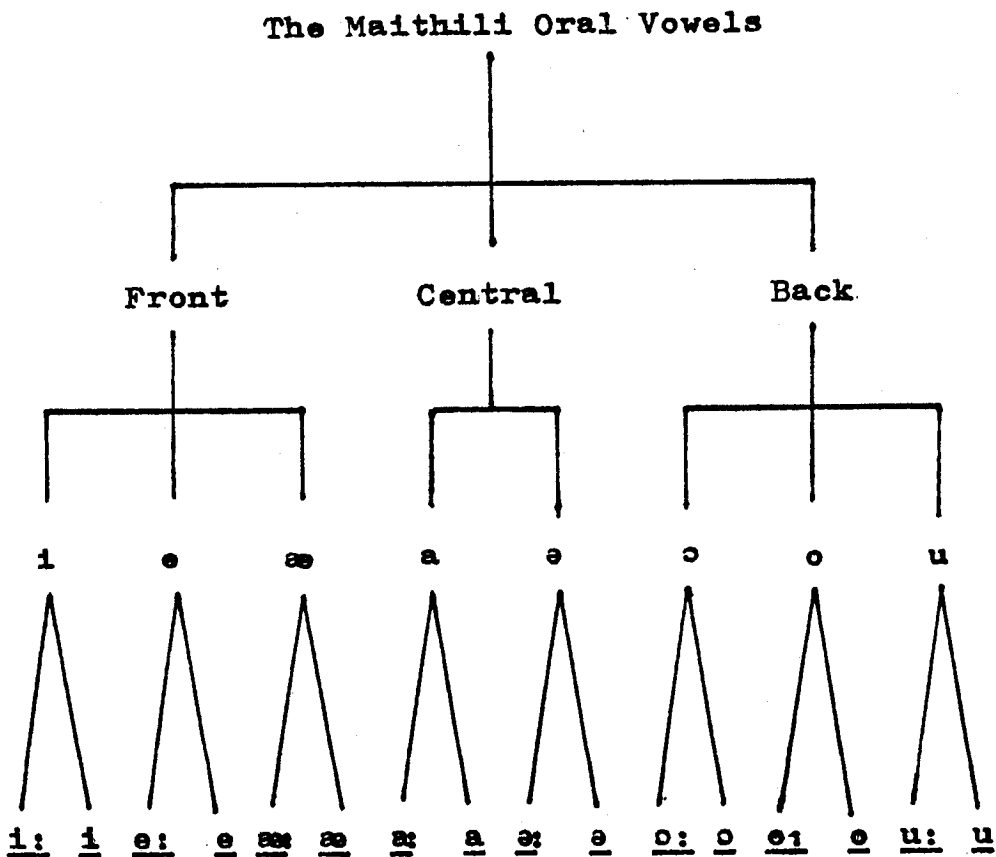 The Maithili Oral Vowels
Front Central Back
i e æ a ə ɔ o u
i: i e: e æ: æ a: a ə: ə ɔ: ɔ o: o u: u